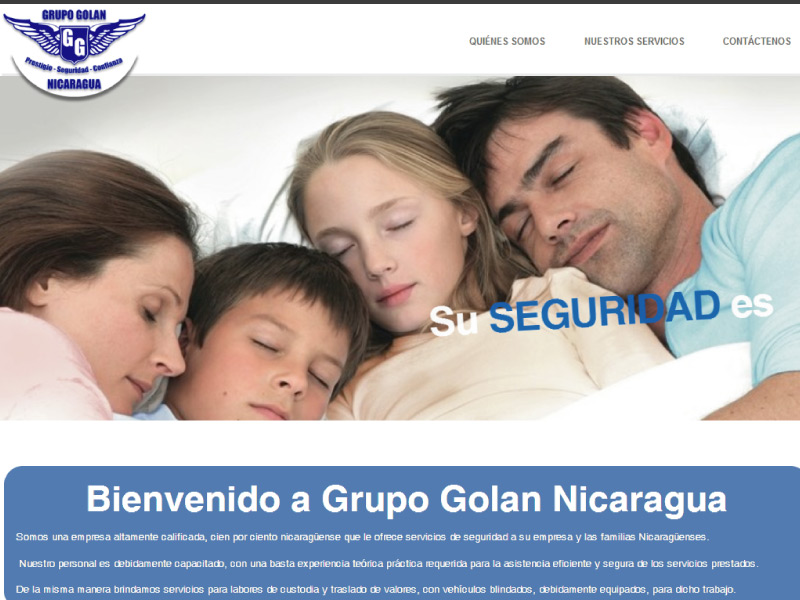 GRUPO GOLAN
GG
Prestigio - Seguridad - Confianza
NICARAGUA
QUIÉNES SOMOS NUESTROS SERVICIOS CONTÁCTENOS
Su SEGURIDAD es
Bienvenido a Grupo Golan Nicaragua
Somos una empresa altamente calificada, cien por ciento nicaragüense que le ofrece servicios de seguridad a su empresa y las familias Nicaragüenses.
Nuestro personal es debidamente capacitado, con una basta experiencia teórica práctica requerida para la asistencia eficiente y segura de los servicios prestados.
De la misma manera brindamos servicios para labores de custodia y traslado de valores, con vehículos blindados, debidamente equipados, para dicho trabajo.